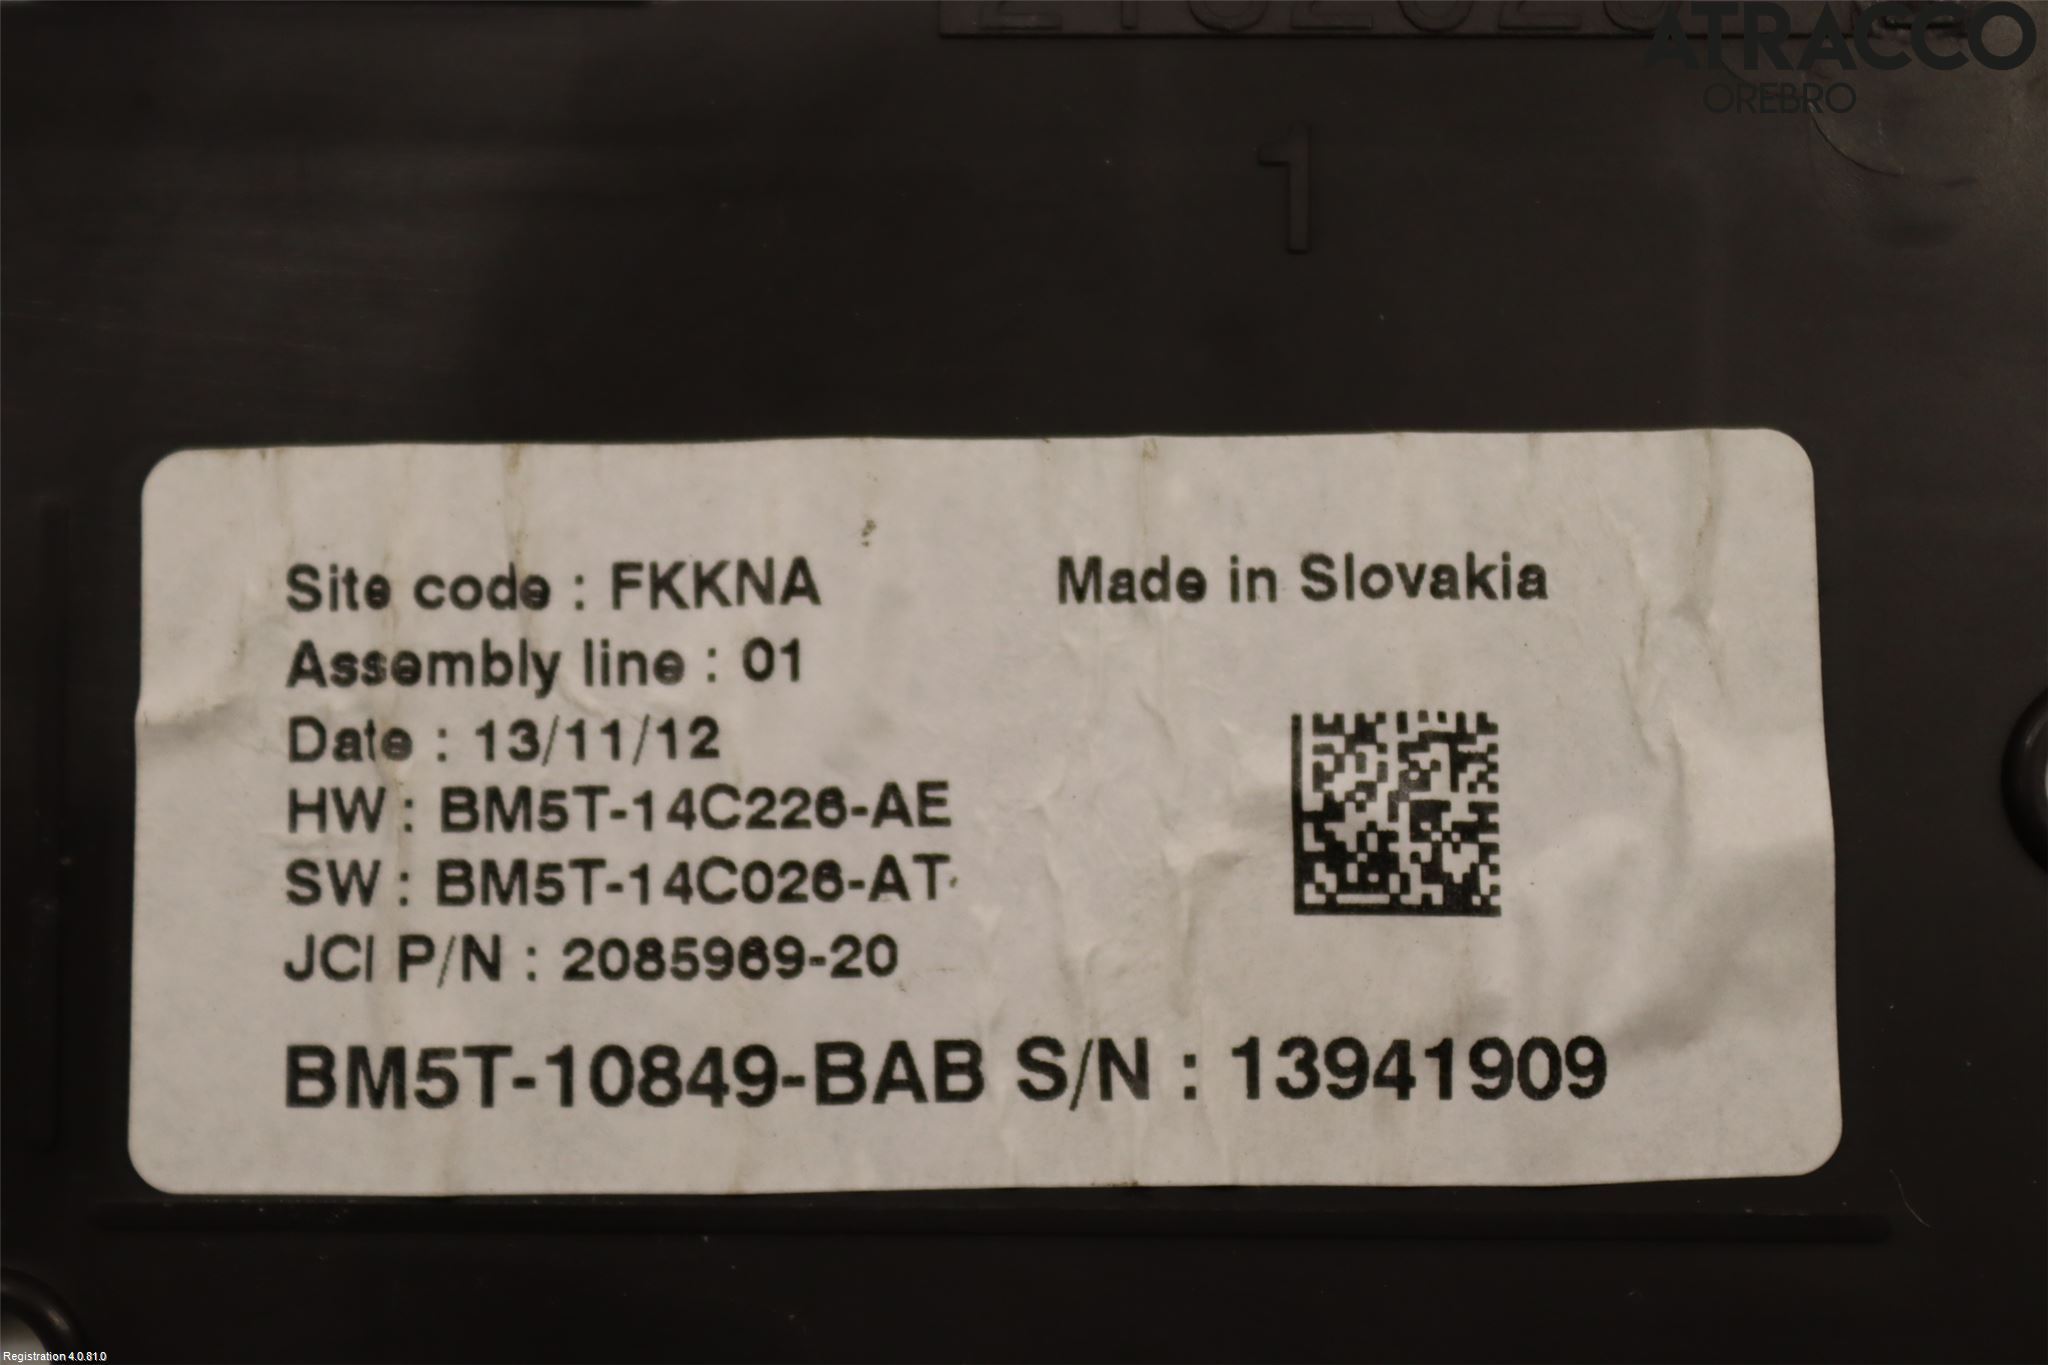 ATRACCO
ÖREBRO
1
Site code : FKKNA
Made in Slovakia
Assembly line : 01
Date : 13/11/12
HW : BM5T-14C226-AE
SW : BM5T-14C026-AT
JCI P/N : 2085969-20
BM5T-10849-BAB S/N : 13941909
Registration 4.0.81.0